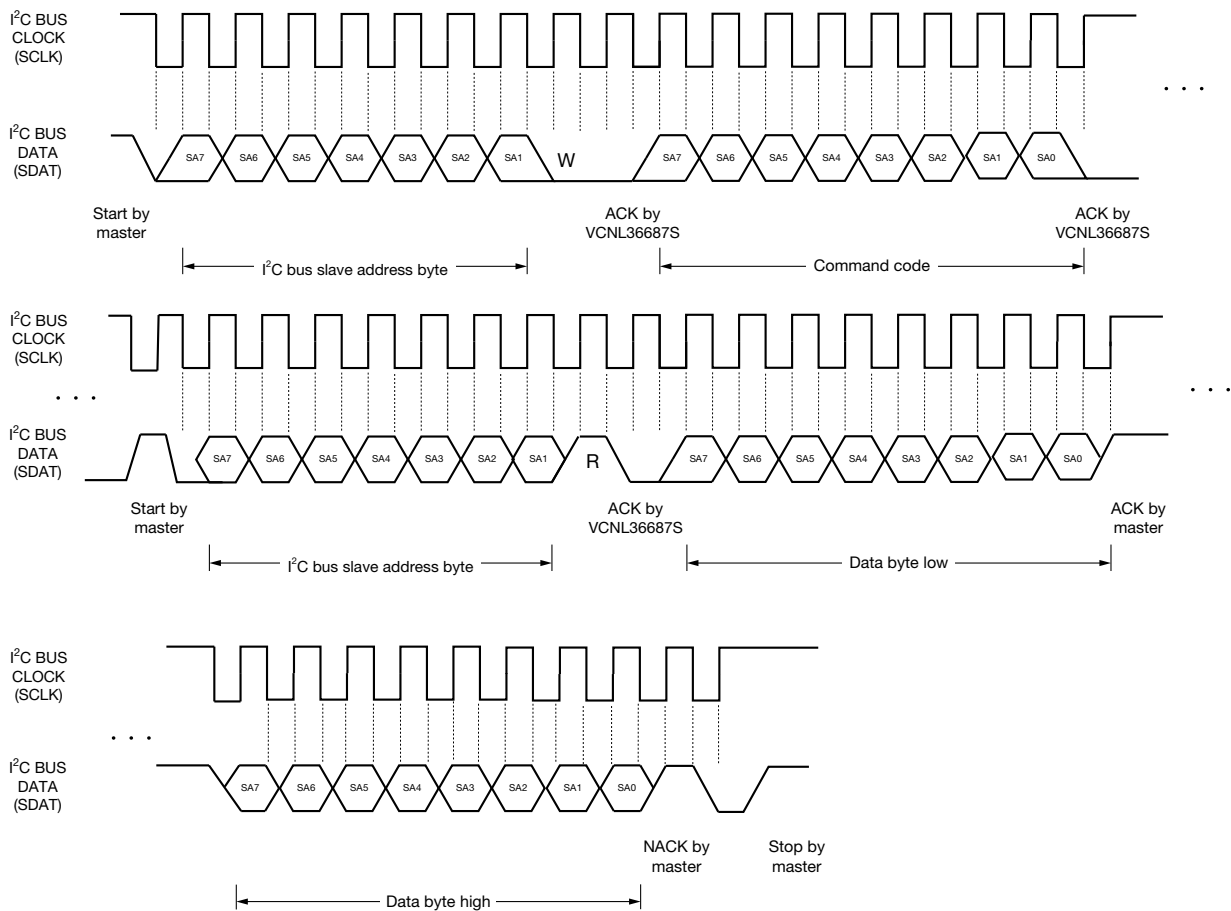 I²C BUS
CLOCK
(SCLK)
. . .
I²C BUS
DATA
(SDAT)
SA7 SA6 SA5 SA4 SA3 SA2 SA1 W SA7 SA6 SA5 SA4 SA3 SA2 SA1 SA0
Start by
master
ACK by
VCNL36687S
ACK by
VCNL36687S
I²C bus slave address byte
Command code
I²C BUS
CLOCK
(SCLK)
. . .
. . .
I²C BUS
DATA
(SDAT)
SA7 SA6 SA5 SA4 SA3 SA2 SA1 R SA7 SA6 SA5 SA4 SA3 SA2 SA1 SA0
Start by
master
ACK by
VCNL36687S
ACK by
master
I²C bus slave address byte
Data byte low
I²C BUS
CLOCK
(SCLK)
. . .
I²C BUS
DATA
(SDAT)
SA7 SA6 SA5 SA4 SA3 SA2 SA1 SA0
NACK by
master
Stop by
master
Data byte high